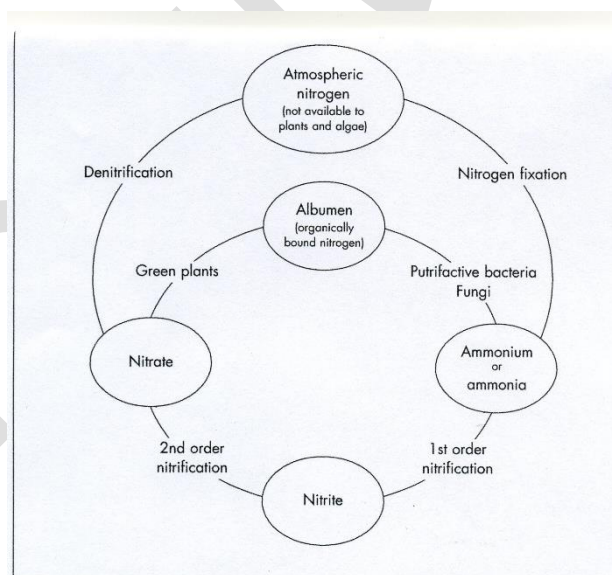 Atmospheric
nitrogen
(not available to
plants and algae)
Denitrification
Nitrogen fixation
Albumen
(organically
bound nitrogen)
Green plants
Putrifactive bacteria
Fungi
Nitrate
Ammonium
or
ammonia
2nd order
nitrification
1st order
nitrification
Nitrite